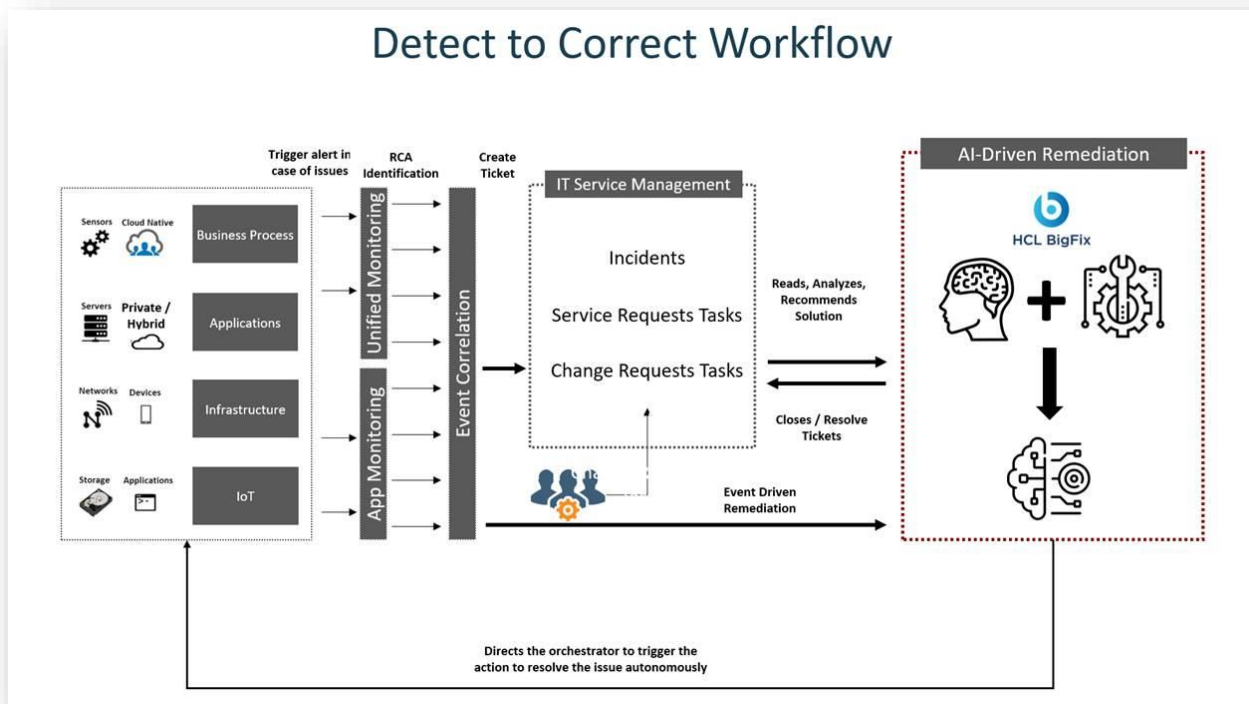 Detect to Correct Workflow
Trigger alert in
case of issues
RCA
Identification
Create
Ticket
Sensors
Cloud Native
Business Process
Servers
Private /
Hybrid
Applications
Networks
Devices
Infrastructure
Storage
Applications
IoT
Unified Monitoring
App Monitoring
Event Correlation
IT Service Management
Incidents
Service Requests Tasks
Change Requests Tasks
Reads, Analyzes,
Recommends
Solution
Closes / Resolve
Tickets
Event Driven
Remediation
AI-Driven Remediation
b
HCL BigFix
Directs the orchestrator to trigger the
action to resolve the issue autonomously